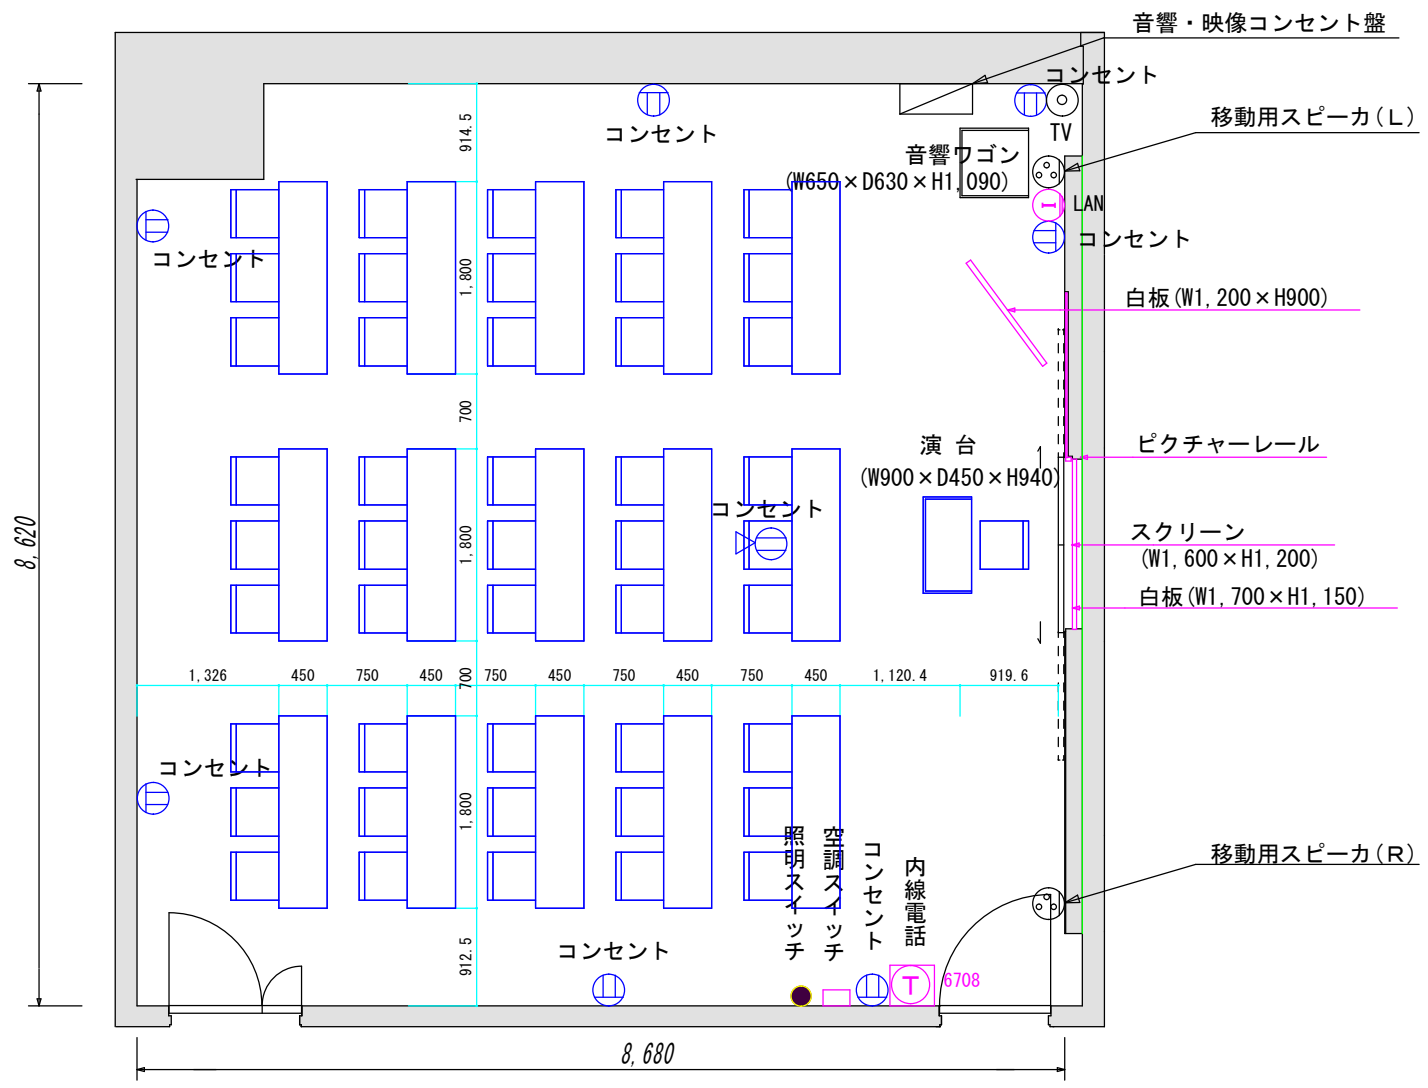 音響・映像コンセント盤
コンセント
移動用スピーカ(L)
コンセント
TV
914.5
音響ワゴン
(W650×D630×H1,090)
LAN
コンセント
コンセント
1,800
白板(W1,200×H900)
700
演 台
(W900×D450×H940)
ピクチャーレール
コンセント
スクリーン
(W1,600×H1,200)
8,620
1,800
白板(W1,700×H1,150)
1,326 450 750 450 700 750 450 750 450 750 450 1,120.4 919.6
コンセント
1,800
照明スイッチ
空調スイッチ
コンセント
内線電話
移動用スピーカ(R)
912.5
コンセント
T
6708
8,680